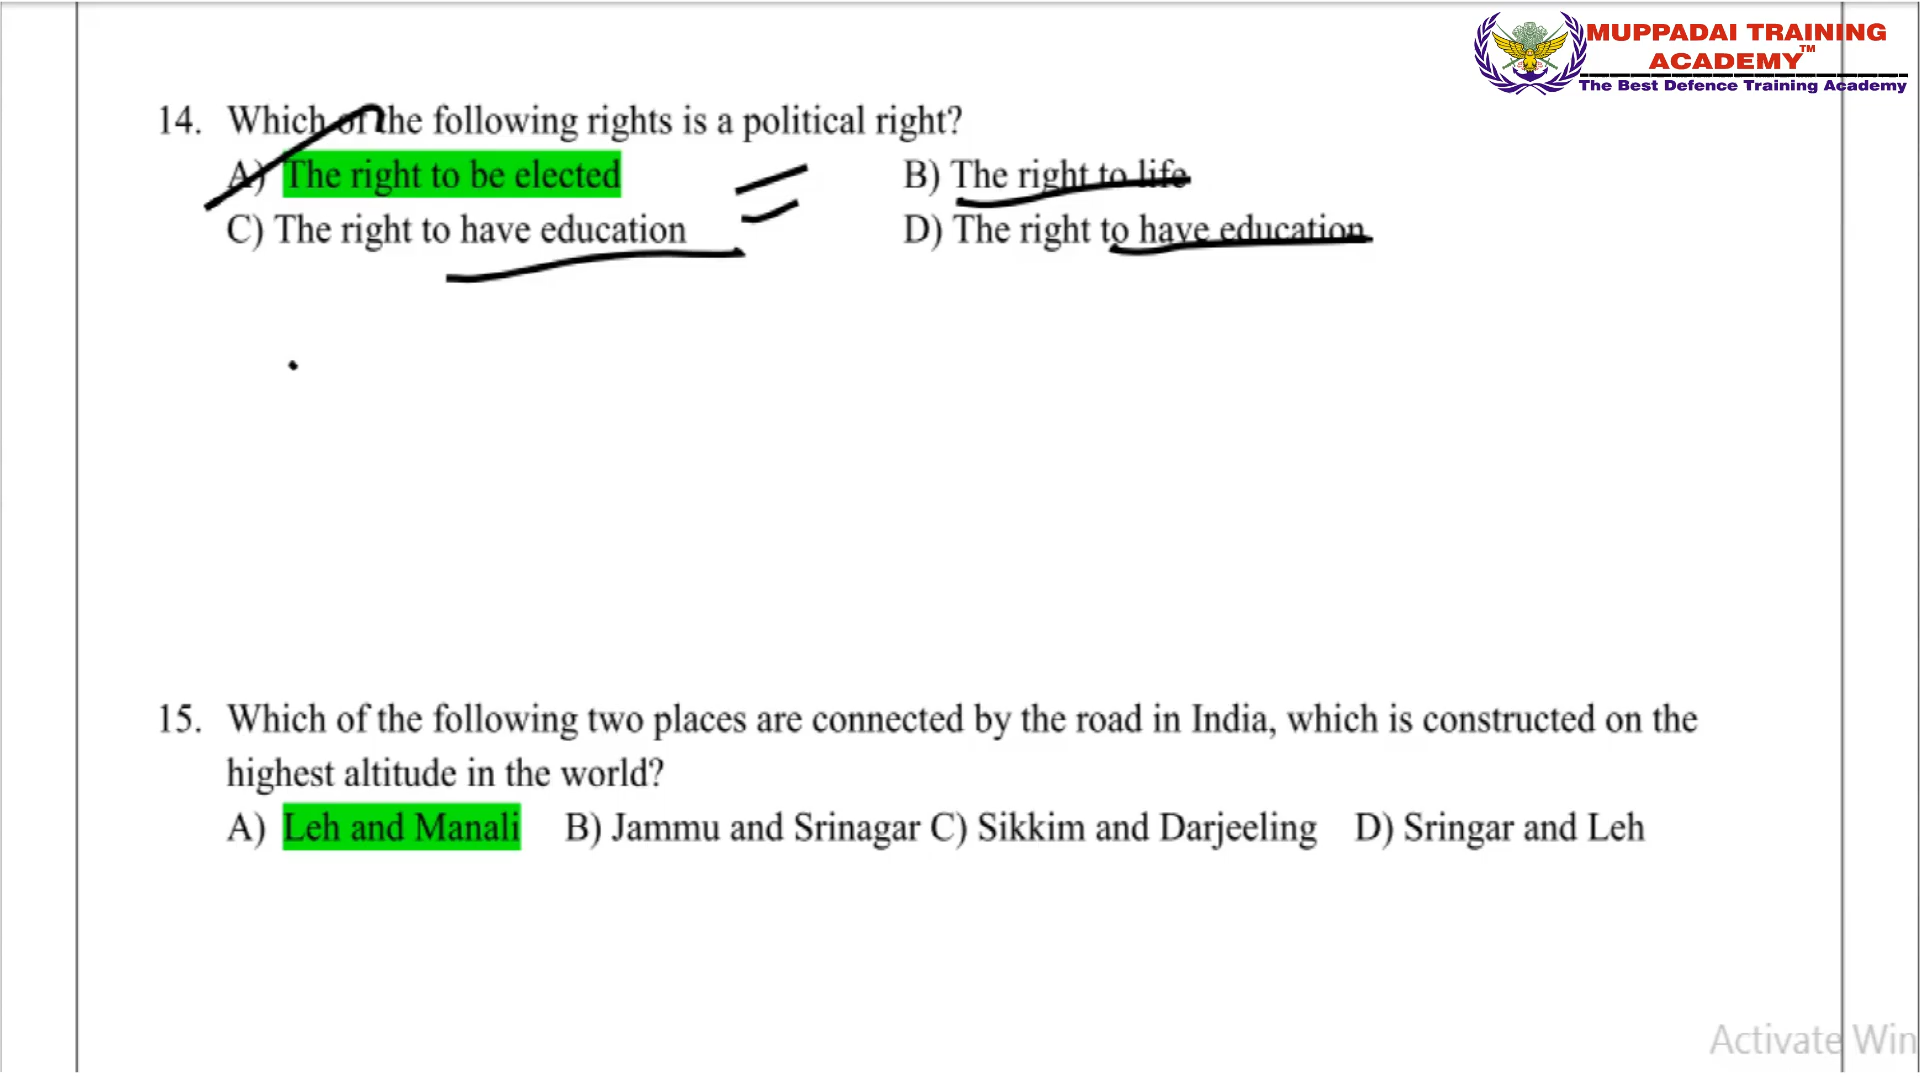 MUPPADAI TRAINING
ACADEMY™
The Best Defence Training Academy
14. Which of the following rights is a political right?
A) The right to be elected B) The right to life
C) The right to have education D) The right to have education
15. Which of the following two places are connected by the road in India, which is constructed on the
highest altitude in the world?
A) Leh and Manali B) Jammu and Srinagar C) Sikkim and Darjeeling D) Sringar and Leh
Activate Win